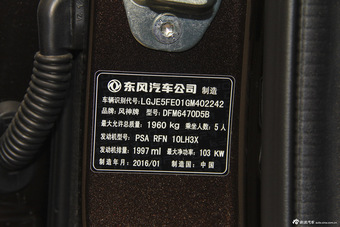 东风汽车公司 制造
车辆识别代号:LGJE5FE01GM402242
品牌:风神牌 型号:DFM6470D5B
最大允许总质量:1960 kg 乘坐人数:5人
发动机型号: PSA RFN 10LH3X
发动机排量:1997 ml 最大净功率:103 KW
制造年月:2016/01 制造国:中国